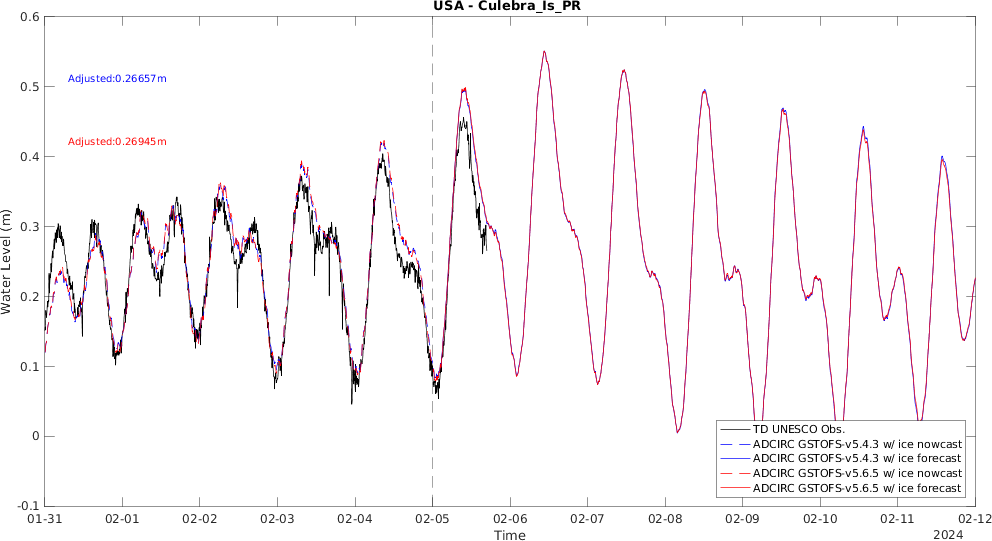 USA - Culebra_Is_PR
0.6
0.5
0.4
0.3
0.2
0.1
0
-0.1
Water Level (m)
Adjusted:0.26657m
Adjusted:0.26945m
TD UNESCO Obs.
ADCIRC GSTOFS-v5.4.3 w/ ice nowcast
ADCIRC GSTOFS-v5.4.3 w/ ice forecast
ADCIRC GSTOFS-v5.6.5 w/ ice nowcast
ADCIRC GSTOFS-v5.6.5 w/ ice forecast
01-31 02-01 02-02 02-03 02-04 02-05 02-06 02-07 02-08 02-09 02-10 02-11 02-12
Time
2024